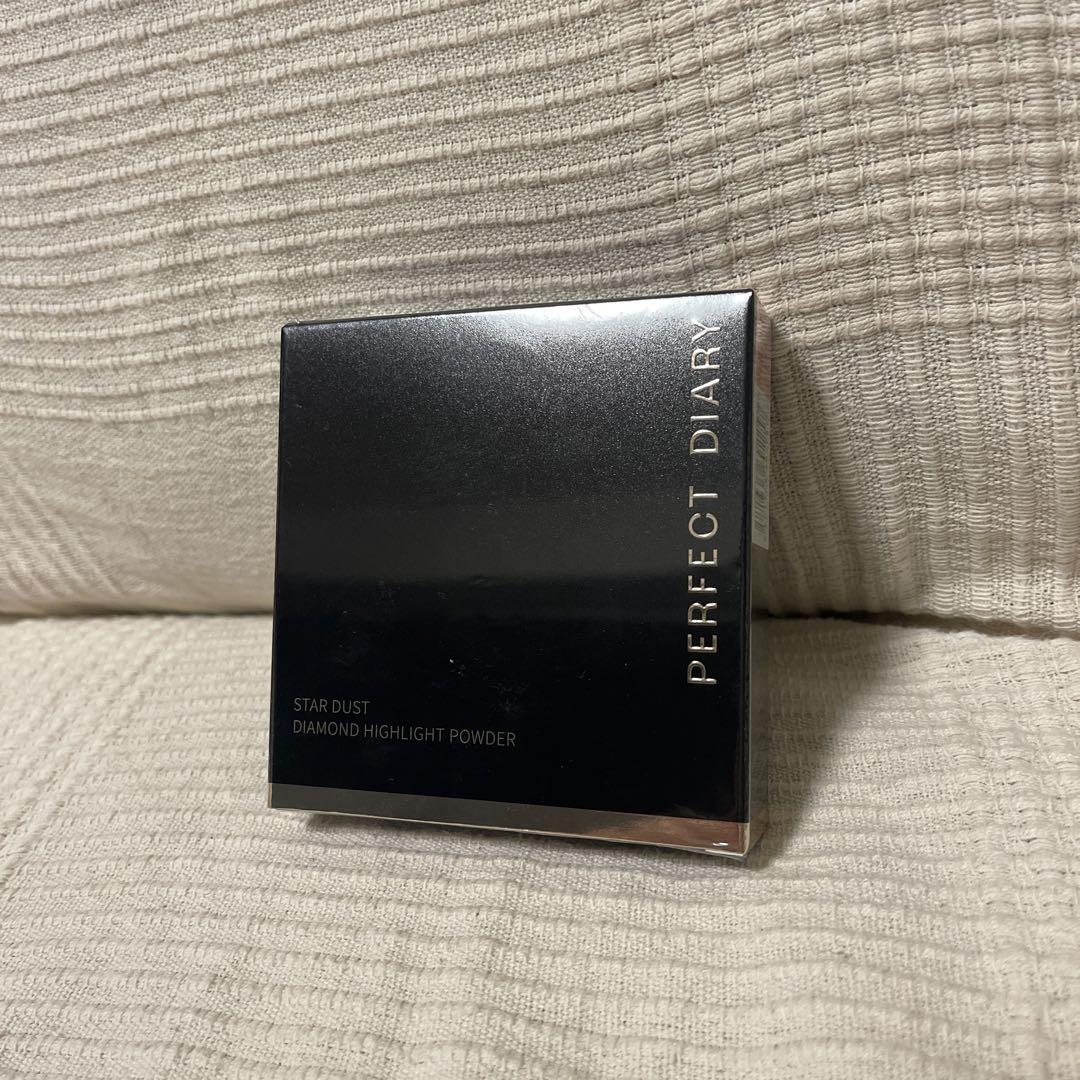 PERFECT DIARY
STAR DUST
DIAMOND HIGHLIGHT POWDER